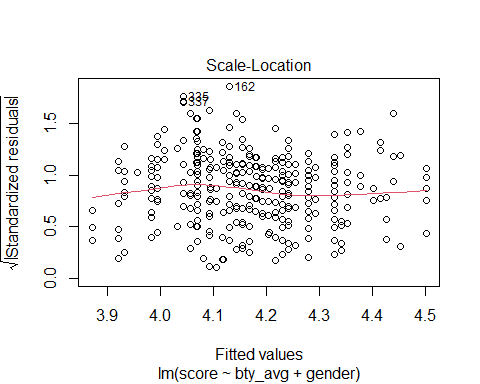 Scale-Location
√|Standardized residuals|
0.0 0.5 1.0 1.5
335
337
162
3.9 4.0 4.1 4.2 4.3 4.4 4.5
Fitted values
lm(score ~ bty_avg + gender)